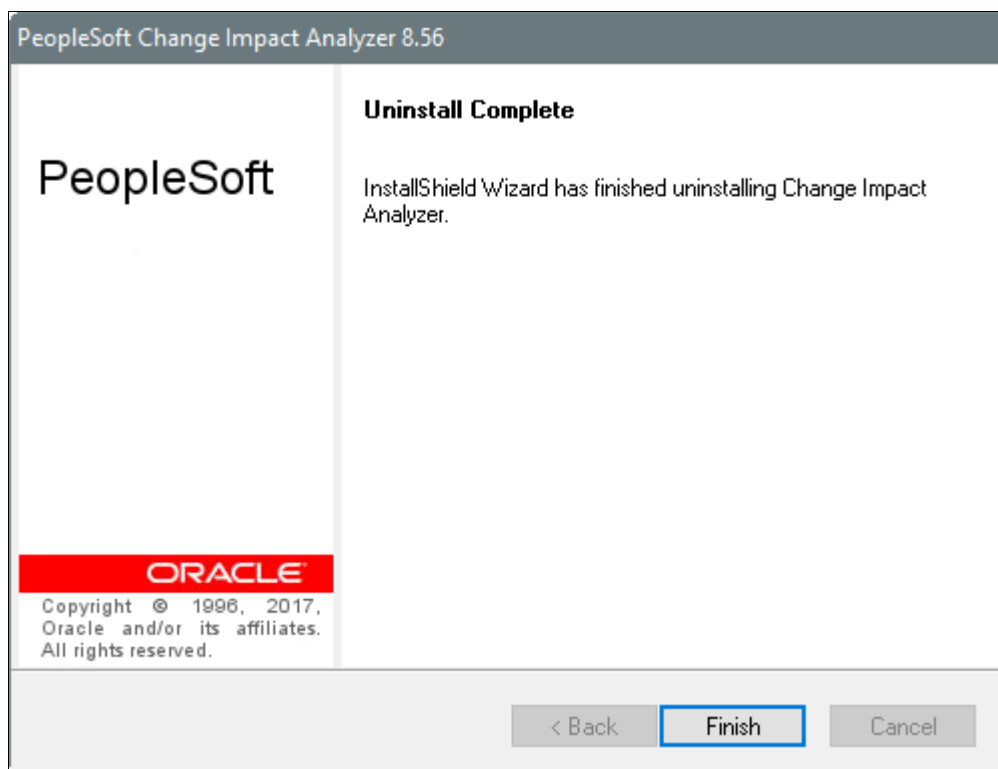 PeopleSoft Change Impact Analyzer 8.56
PeopleSoft
Uninstall Complete
InstallShield Wizard has finished uninstalling Change Impact
Analyzer.
ORACLE
Copyright © 1996, 2017,
Oracle and/or its affiliates.
All rights reserved.
< Back
Finish
Cancel